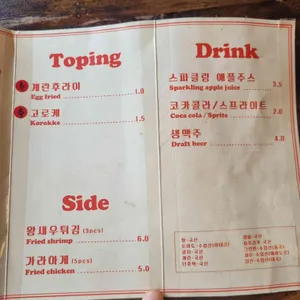 Toping
계란후라이
Egg fried 1.0
고로케
Korokke 1.5
Side
왕새우튀김 (3pcs)
Fried shrimp 6.0
가라아게 (5pcs)
Fried chicken 5.0
Drink
스파클링 애플주스
Sparkling apple juice 3.5
코카콜라/스프라이트
Coca cola / Sprite 2.0
생맥주
Draft beer 4.0
쌀-국산